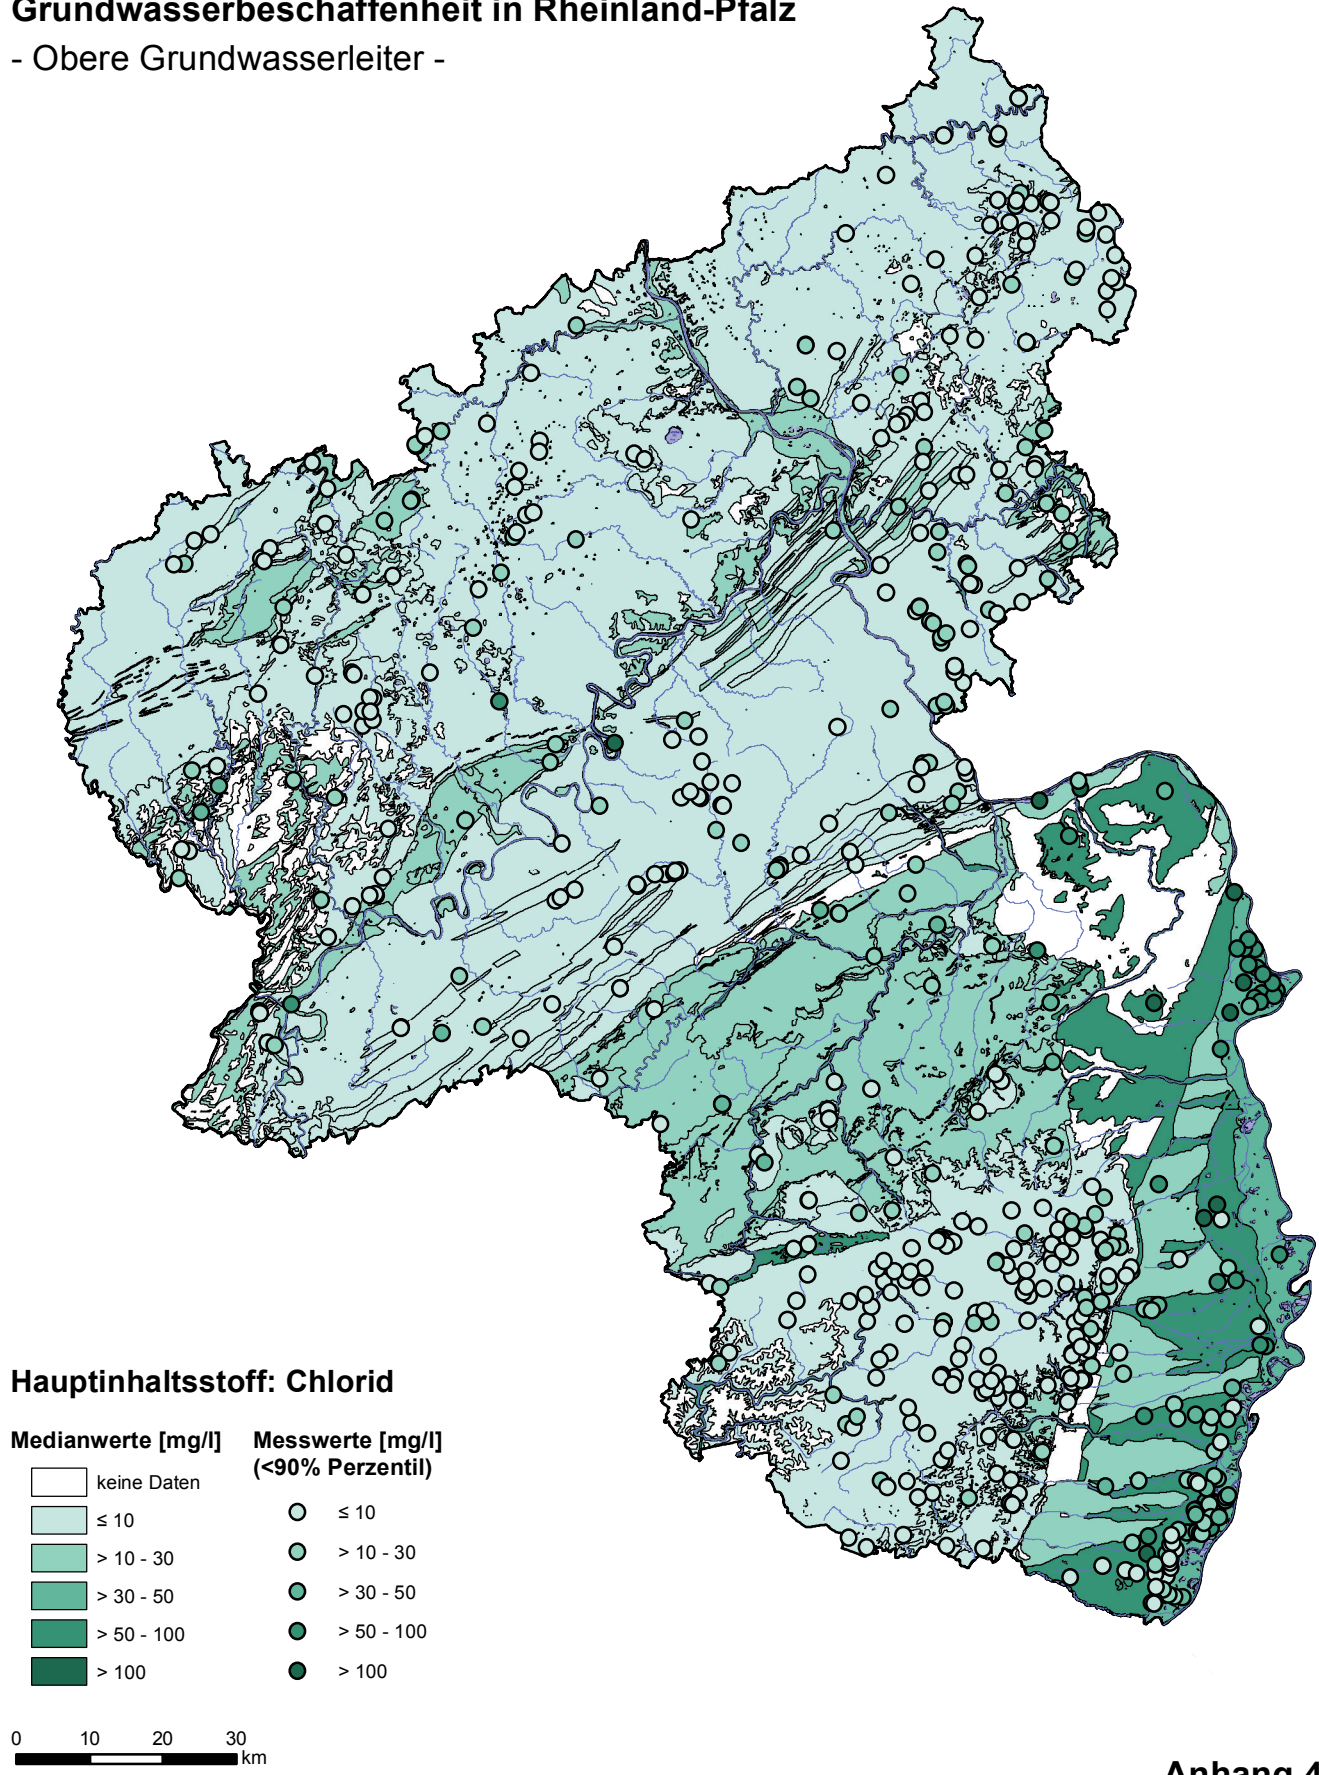 Grundwasserbeschaffenheit in Rheinland-Pfalz
- Obere Grundwasserleiter -
Hauptinhaltsstoff: Chlorid
Medianwerte [mg/l]
keine Daten
≤ 10
> 10 - 30
> 30 - 50
> 50 - 100
> 100
Messwerte [mg/l]
(<90% Perzentil)
≤ 10
> 10 - 30
> 30 - 50
> 50 - 100
> 100
0 10 20 30
km
Anhang 4